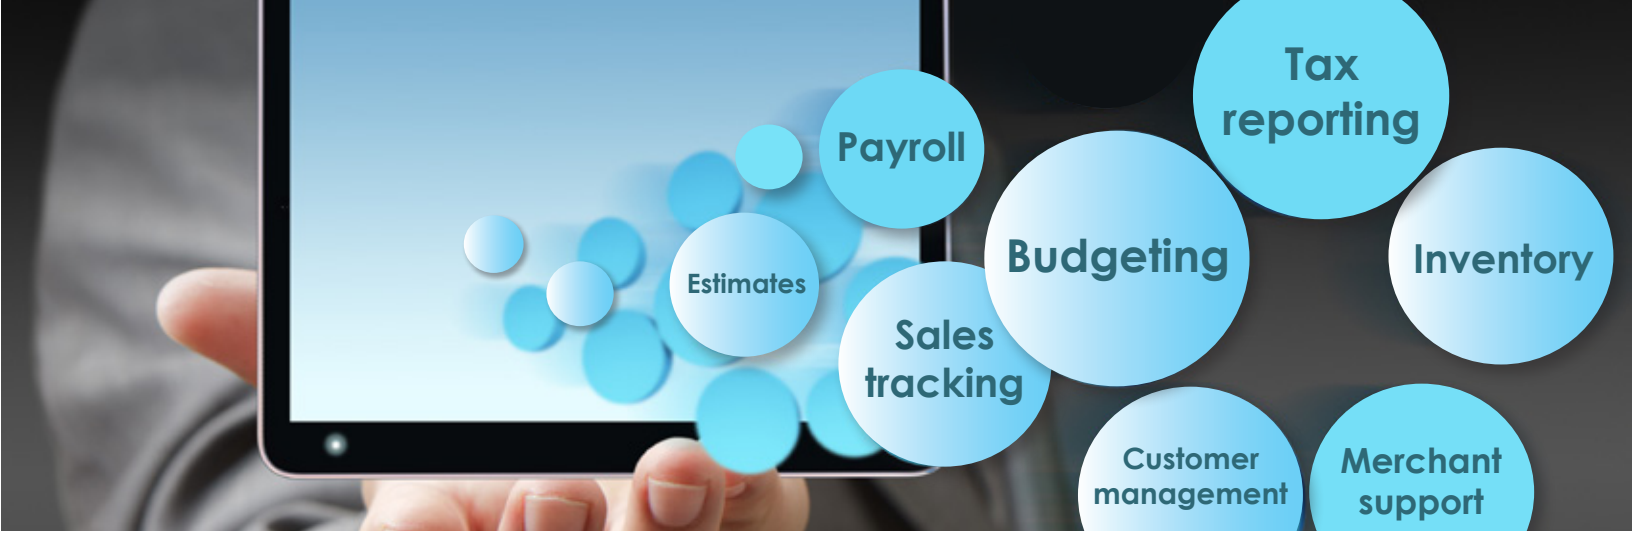 Tax
reporting
Payroll
Budgeting
Inventory
Estimates
Sales
tracking
Customer
management
Merchant
support